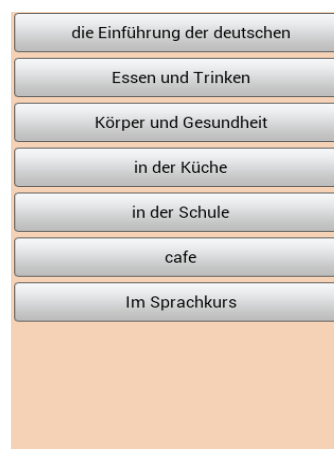 die Einführung der deutschen
Essen und Trinken
Körper und Gesundheit
in der Küche
in der Schule
cafe
Im Sprachkurs